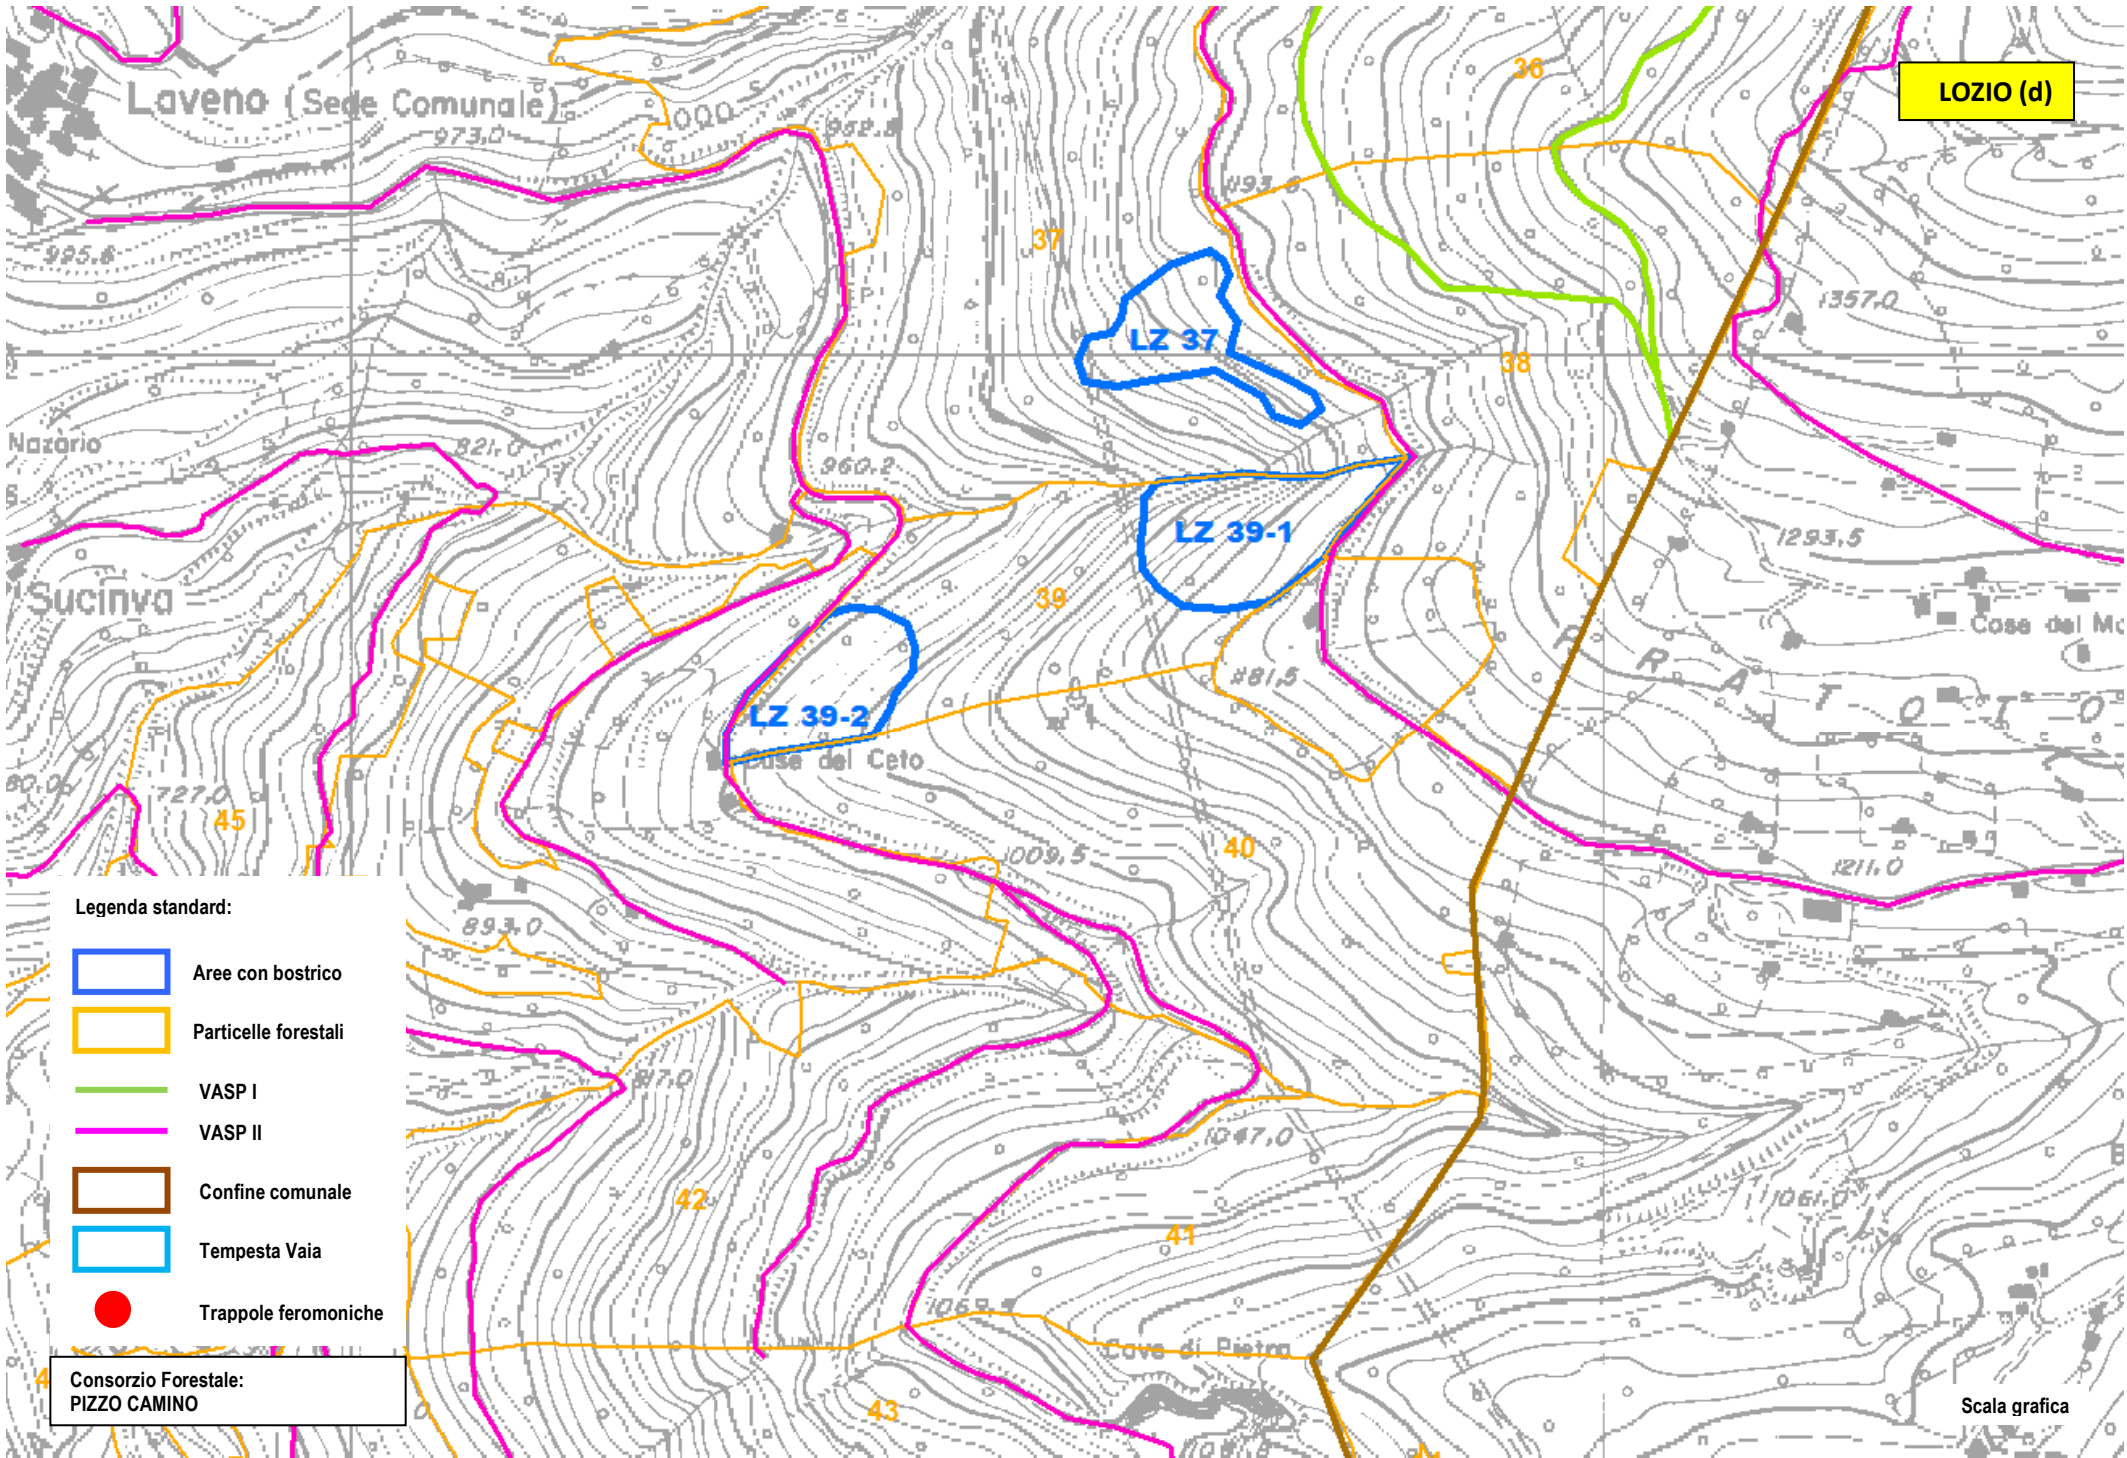 LOZIO (d)
Laveno (Sede Comunale)
1000
952,8
973,0
36
995,8
1193,6
37
1357,0
LZ 37
38
Nazario
821,0
960,2
LZ 39-1
1293,5
Sucinva
39
Case del Mo
1181,5
P R A T O T O
LZ 39-2
Case del Ceto
727,0
45
1009,5
40
1211,0
893,0
Legenda standard:
Aree con bostrico
Particelle forestali
VASP I
VASP II
Confine comunale
Tempesta Vaia
Trappole feromoniche
917,0
1047,0
42
1061,0
41
Cave di Pietra
43
Consorzio Forestale:
PIZZO CAMINO
Scala grafica